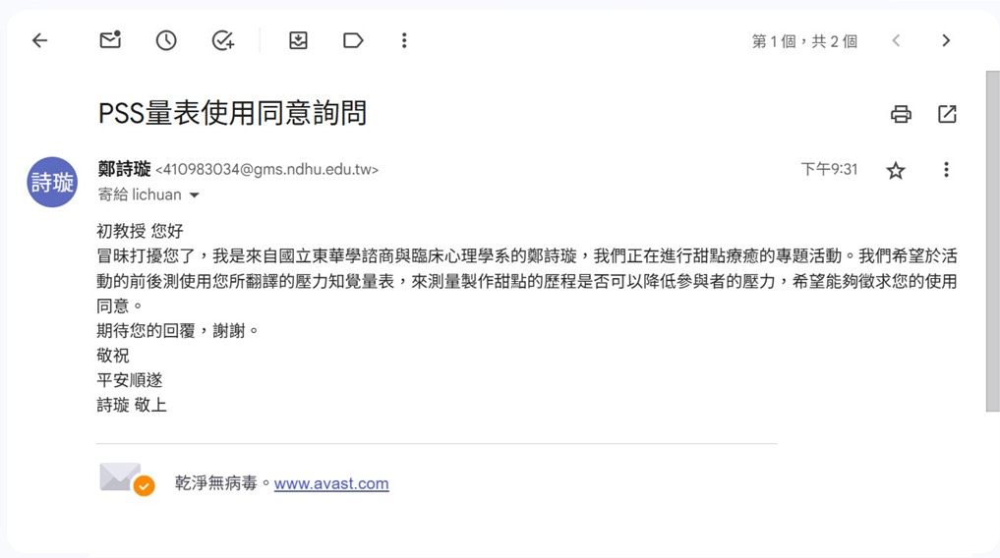 第 1 個，共 2 個
PSS量表使用同意詢問
詩璇
鄭詩璇 <410983034@gms.ndhu.edu.tw>
下午9:31
寄給 lichuan
初教授 您好
冒昧打擾您了，我是來自國立東華學諮商與臨床心理學系的鄭詩璇，我們正在進行甜點療癒的專題活動。我們希望於活
動的前後測使用您所翻譯的壓力知覺量表，來測量製作甜點的歷程是否可以降低參與者的壓力，希望能夠徵求您的使用
同意。
期待您的回覆，謝謝。
敬祝
平安順遂
詩璇 敬上
乾淨無病毒。www.avast.com